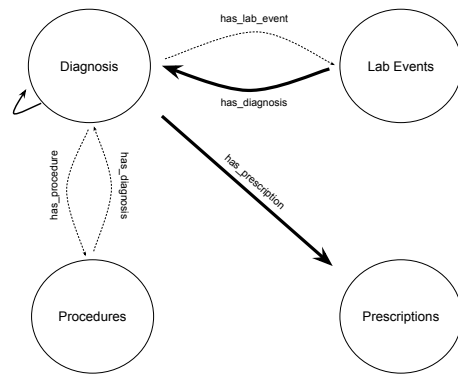 has_lab_event
Diagnosis
Lab Events
has_diagnosis
has_procedure
has_diagnosis
has_prescription
Procedures
Prescriptions